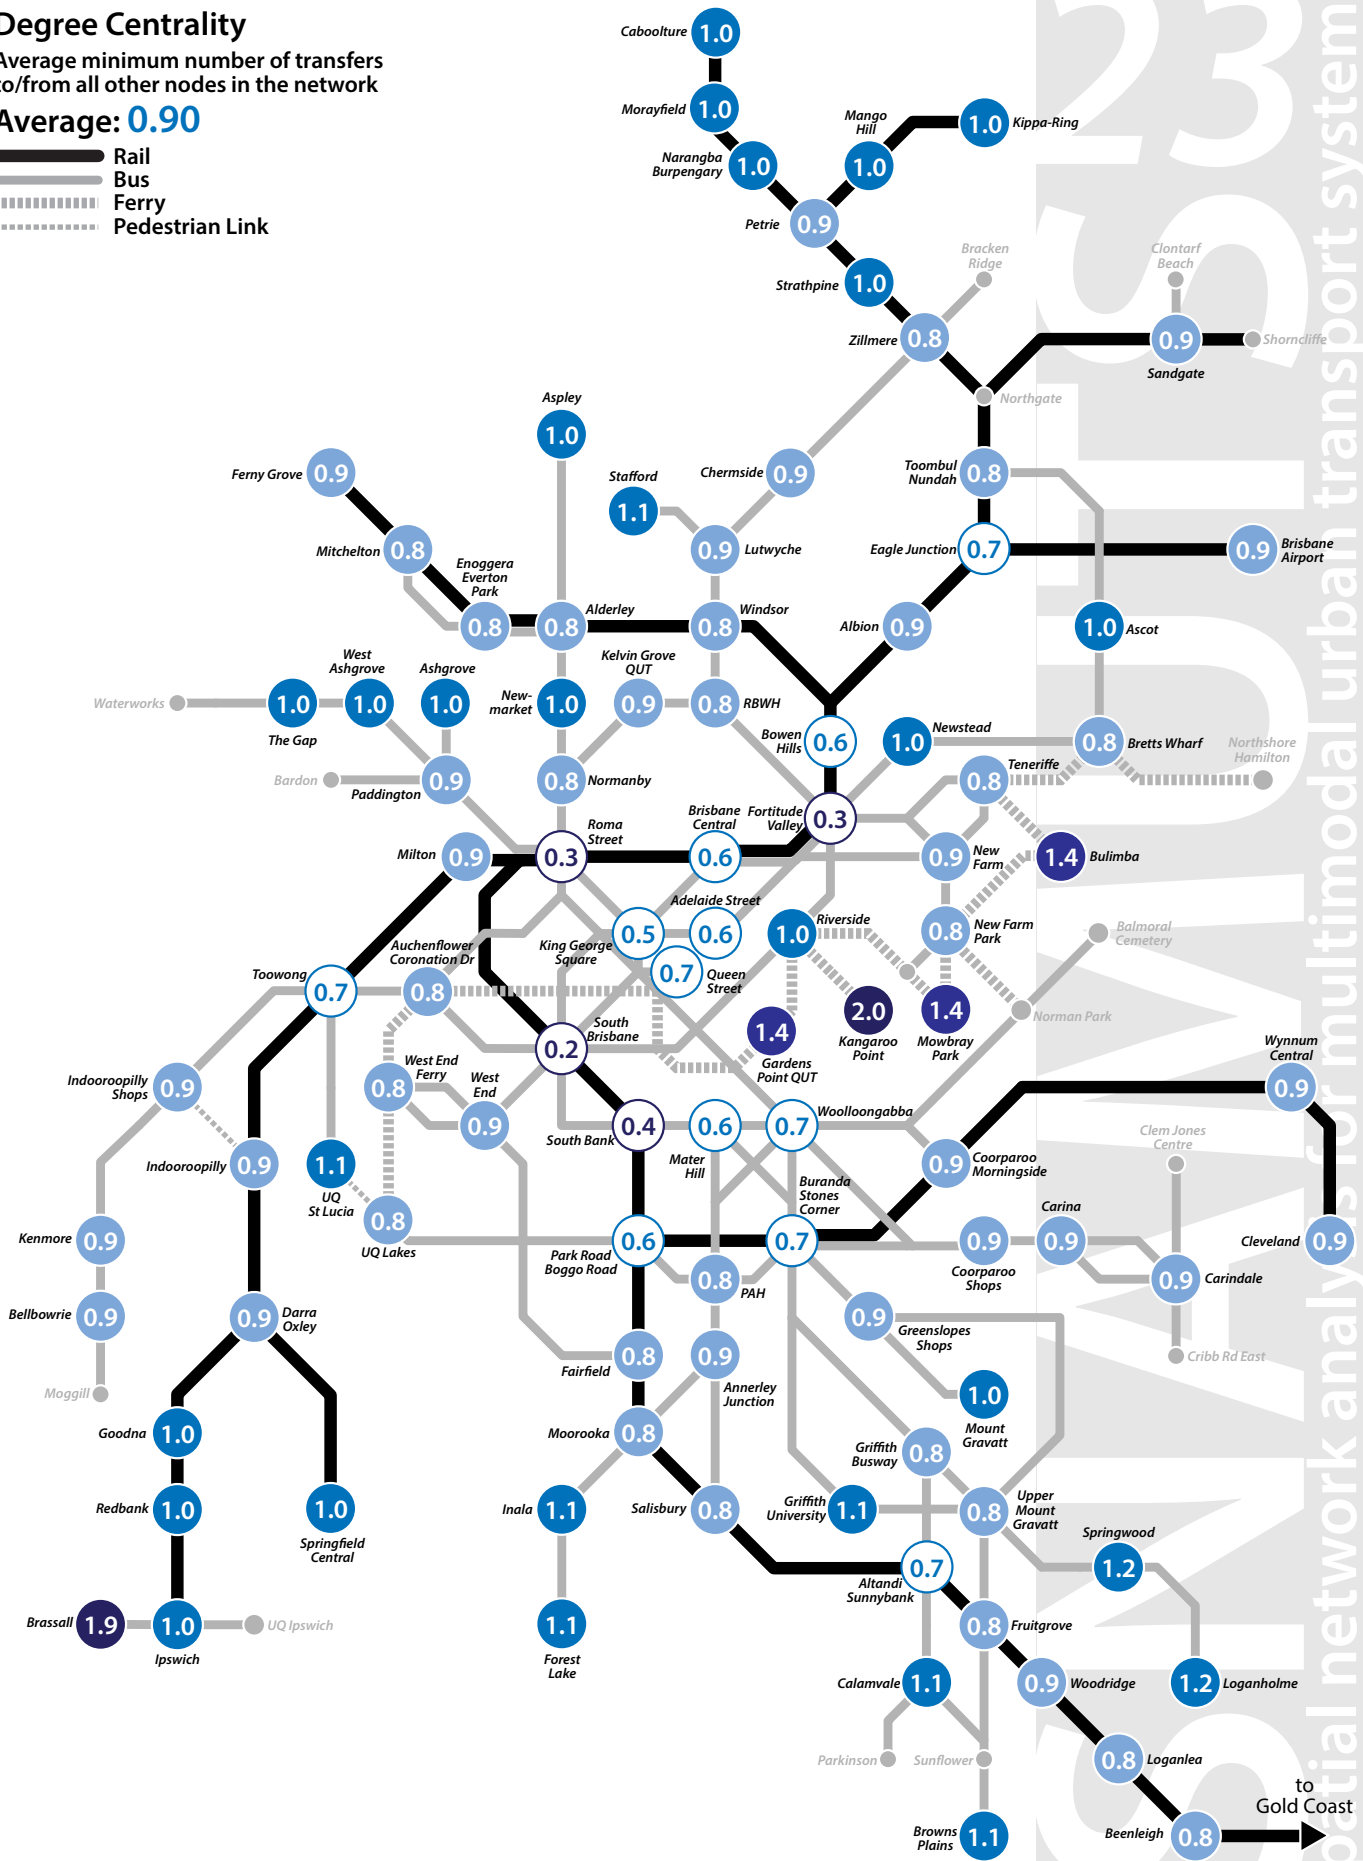 Degree Centrality
Average minimum number of transfers
to/from all other nodes in the network
Average: 0.90
Rail
Bus
Ferry
Pedestrian Link
23
SNAMUTS
spatial network analysis for multimodal urban transport systems
Caboolture
1.0
Morayfield
1.0
Mango
Hill
1.0
Kippa-Ring
1.0
Narangba
Burpengary
1.0
Petrie
0.9
Strathpine
1.0
Bracken
Ridge
Clontarf
Beach
Zillmere
0.8
0.9
Sandgate
Shorncliffe
Northgate
Aspley
1.0
Ferny Grove
0.9
Stafford
1.1
Chermside
0.9
Toombul
Nundah
0.8
Mitchelton
0.8
0.9
Lutwyche
Eagle Junction
0.7
0.9
Brisbane
Airport
Enoggera
Everton
Park
0.8
Alderley
0.8
Windsor
0.8
Albion
0.9
1.0
Ascot
West
Ashgrove
1.0
Ashgrove
1.0
Waterworks
1.0
The Gap
New-
market
1.0
Kelvin Grove
QUT
0.9
0.8
RBWH
Bowen
Hills
0.6
Newstead
1.0
0.8
Bretts Wharf
Northshore
Hamilton
Bardon
Paddington
0.9
0.8
Normanby
Teneriffe
0.8
Milton
0.9
Roma
Street
0.3
Brisbane
Central
0.6
Fortitude
Valley
0.3
0.9
New
Farm
1.4
Bulimba
Adelaide Street
0.6
King George
Square
0.5
0.7
Queen
Street
Riverside
1.0
0.8
New Farm
Park
Balmoral
Cemetery
Auchenflower
Coronation Dr
0.8
Toowong
0.7
South
Brisbane
0.2
1.4
Gardens
Point QUT
2.0
Kangaroo
Point
1.4
Mowbray
Park
Norman Park
Wynnum
Central
0.9
Indooroopilly
Shops
0.9
West End
Ferry
0.8
West
End
0.9
South Bank
0.4
0.6
Mater
Hill
Woolloongabba
0.7
Indooroopilly
0.9
1.1
UQ
St Lucia
0.8
UQ Lakes
0.9
Coorparoo
Morningside
Clem Jones
Centre
Kenmore
0.9
Park Road
Boggo Road
0.6
Buranda
Stones
Corner
0.7
0.9
Coorparoo
Shops
Carina
0.9
Cleveland
0.9
0.8
PAH
0.9
Carindale
Bellbowrie
0.9
0.9
Darra
Oxley
0.9
Greenslopes
Shops
Cribb Rd East
Moggill
Fairfield
0.8
0.9
Annerley
Junction
1.0
Mount
Gravatt
Goodna
1.0
Moorooka
0.8
Griffith
Busway
0.8
Redbank
1.0
1.0
Springfield
Central
Inala
1.1
Salisbury
0.8
Griffith
University
1.1
0.8
Upper
Mount
Gravatt
Springwood
1.2
Altandi
Sunnybank
0.7
Brassall
1.9
1.0
Ipswich
UQ Ipswich
1.1
Forest
Lake
0.8
Fruitgrove
Calamvale
1.1
0.9
Woodridge
1.2
Loganholme
Parkinson
Sunflower
0.8
Loganlea
Browns
Plains
1.1
Beenleigh
0.8
to
Gold Coast